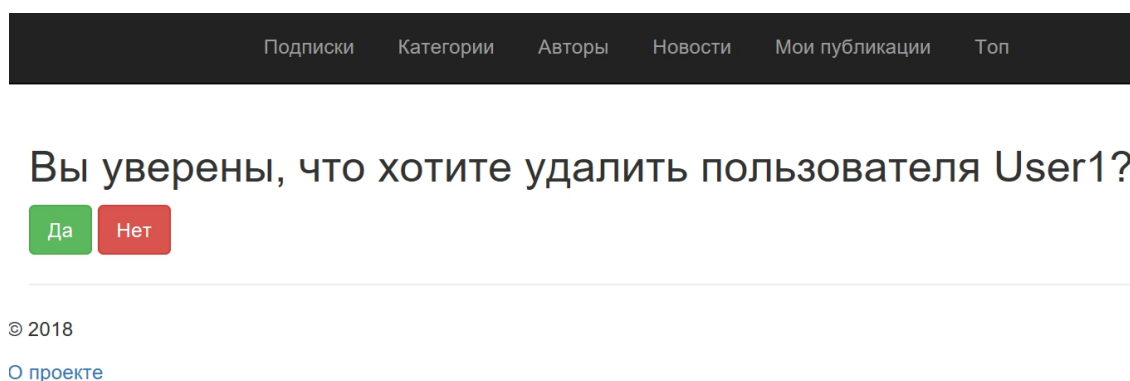 Подписки Категории Авторы Новости Мои публикации Топ
Вы уверены, что хотите удалить пользователя User1?
Да Нет
© 2018
О проекте